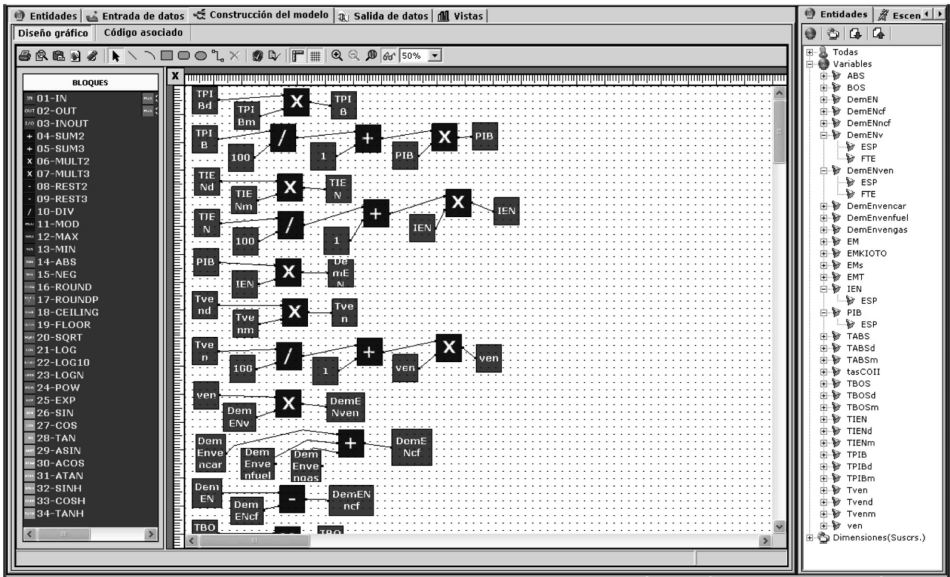 Entidades
Entrada de datos
Construcción del modelo
Salida de datos
Vistas
Diseño gráfico
Código asociado
50%
BLOQUES
01-IN
02-OUT
03-INOUT
04-SUM2
05-SUM3
06-MULT2
07-MULT3
08-REST2
09-REST3
10-DIV
11-MOD
12-MAX
13-MIN
14-ABS
15-NEG
16-ROUND
17-ROUNDP
18-CEILING
19-FLOOR
20-SQRT
21-LOG
22-LOG10
23-LOGN
24-POW
25-EXP
26-SIN
27-COS
28-TAN
29-ASIN
30-ACOS
31-ATAN
32-SINH
33-COSH
34-TANH
X
TPI
Bd
TPI
Bm
X
TPI
B
TPI
B
100
/
1
+
PIB
X
PIB
TIE
Nd
TIE
Nm
X
TIE
N
TIE
N
100
/
1
+
IEN
X
IEN
PIB
IEN
X
De
mE
N
Tve
nd
Tve
nm
X
Tve
n
Tve
n
100
/
1
+
ven
X
ven
ven
Dem
ENv
X
DemE
Nven
Dem
Enve
ncar
Dem
Enve
nfuel
Dem
Enve
ngas
+
DemE
Ncf
Dem
EN
Dem
ENcf
-
DemEN
ncf
TBO
TBO
Entidades
Escen
Todas
Variables
ABS
BOS
DemEN
DemENcf
DemENncf
DemENv
ESP
FTE
DemENven
ESP
FTE
DemEnvencar
DemEnvenfuel
DemEnvengas
EM
EMKIOTO
EMs
EMT
IEN
ESP
PIB
ESP
TABS
TABSd
TABSm
tasCOII
TBOS
TBOSd
TBOSm
TIEN
TIENd
TIENm
TPIB
TPIBd
TPIBm
Tven
Tvend
Tvenm
ven
Dimensiones(Suscrs.)